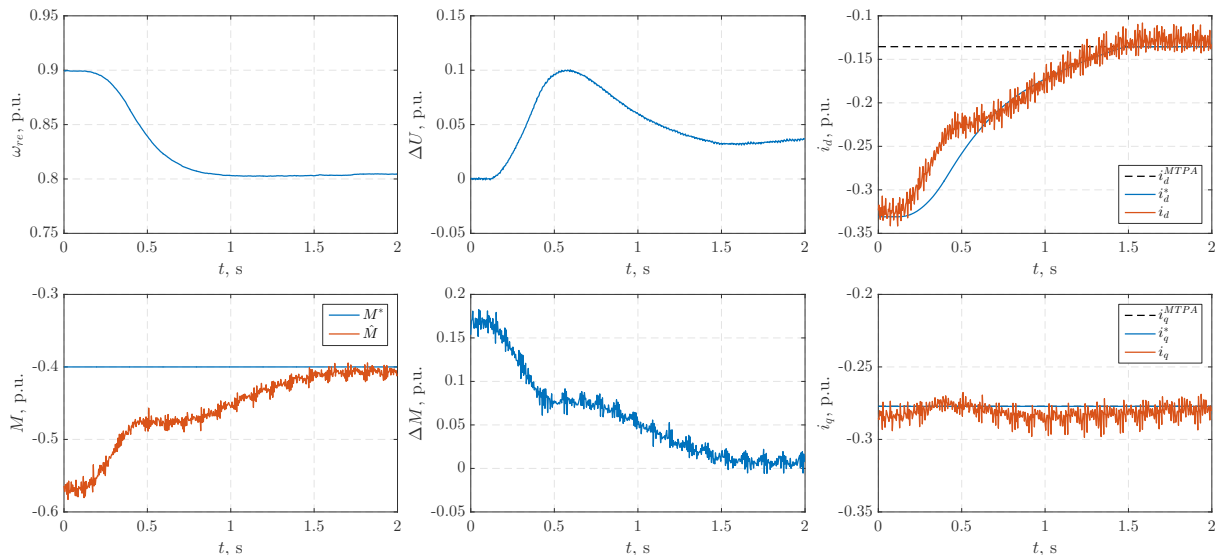 0.95
0.9
0.85
0.8
0.75
ω_re, p.u.
0 0.5 1 1.5 2
t, s
0.15
0.1
0.05
0
-0.05
ΔU, p.u.
0 0.5 1 1.5 2
t, s
-0.1
-0.15
-0.2
-0.25
-0.3
-0.35
i_d, p.u.
i_d^MTPA
i_d^*
i_d
0 0.5 1 1.5 2
t, s
-0.3
-0.4
-0.5
-0.6
M, p.u.
M*
M̂
0 0.5 1 1.5 2
t, s
0.2
0.15
0.1
0.05
0
-0.05
ΔM, p.u.
0 0.5 1 1.5 2
t, s
-0.2
-0.25
-0.3
-0.35
i_q, p.u.
i_q^MTPA
i_q^*
i_q
0 0.5 1 1.5 2
t, s